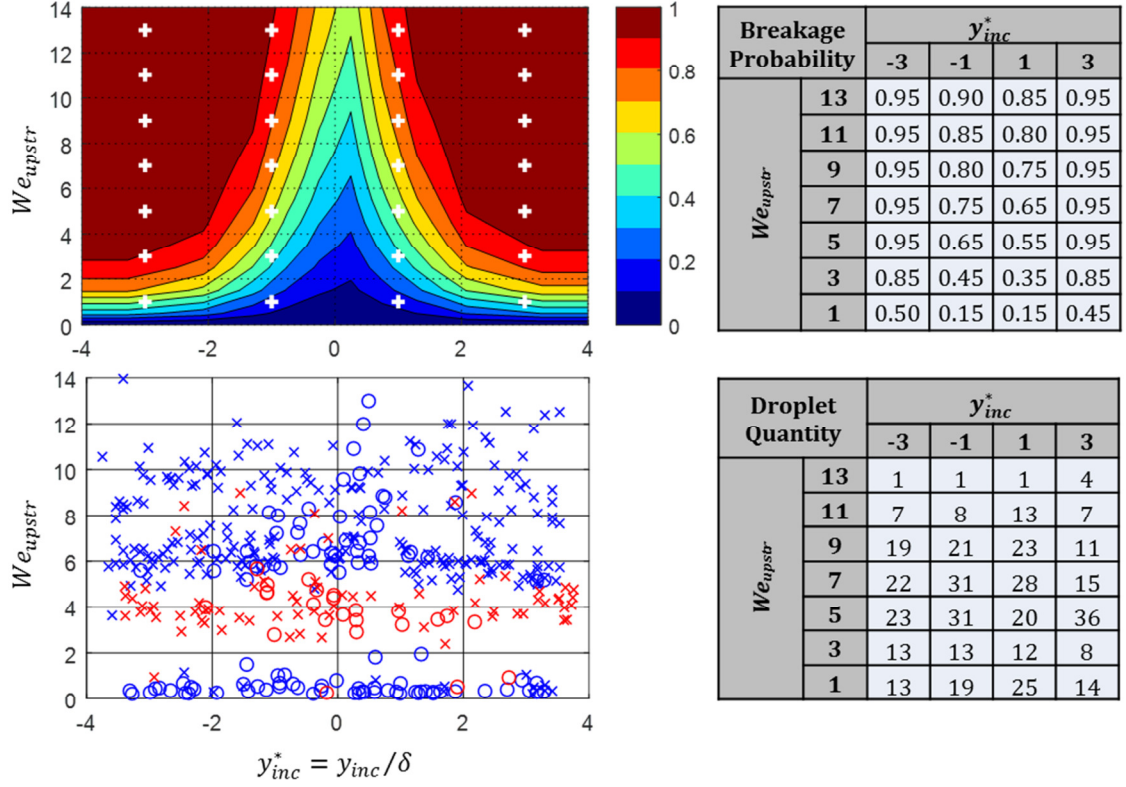 14
12
10
8
6
4
2
0
We_upstr
-4 -2 0 2 4
1
0.8
0.6
0.4
0.2
0
Breakage Probability y*_inc
-3 -1 1 3
We_upstr
13 0.95 0.90 0.85 0.95
11 0.95 0.85 0.80 0.95
9 0.95 0.80 0.75 0.95
7 0.95 0.75 0.65 0.95
5 0.95 0.65 0.55 0.95
3 0.85 0.45 0.35 0.85
1 0.50 0.15 0.15 0.45
14
12
10
8
6
4
2
0
We_upstr
-4 -2 0 2 4
y*_inc = y_inc/δ
Droplet Quantity y*_inc
-3 -1 1 3
We_upstr
13 1 1 1 4
11 7 8 13 7
9 19 21 23 11
7 22 31 28 15
5 23 31 20 36
3 13 13 12 8
1 13 19 25 14